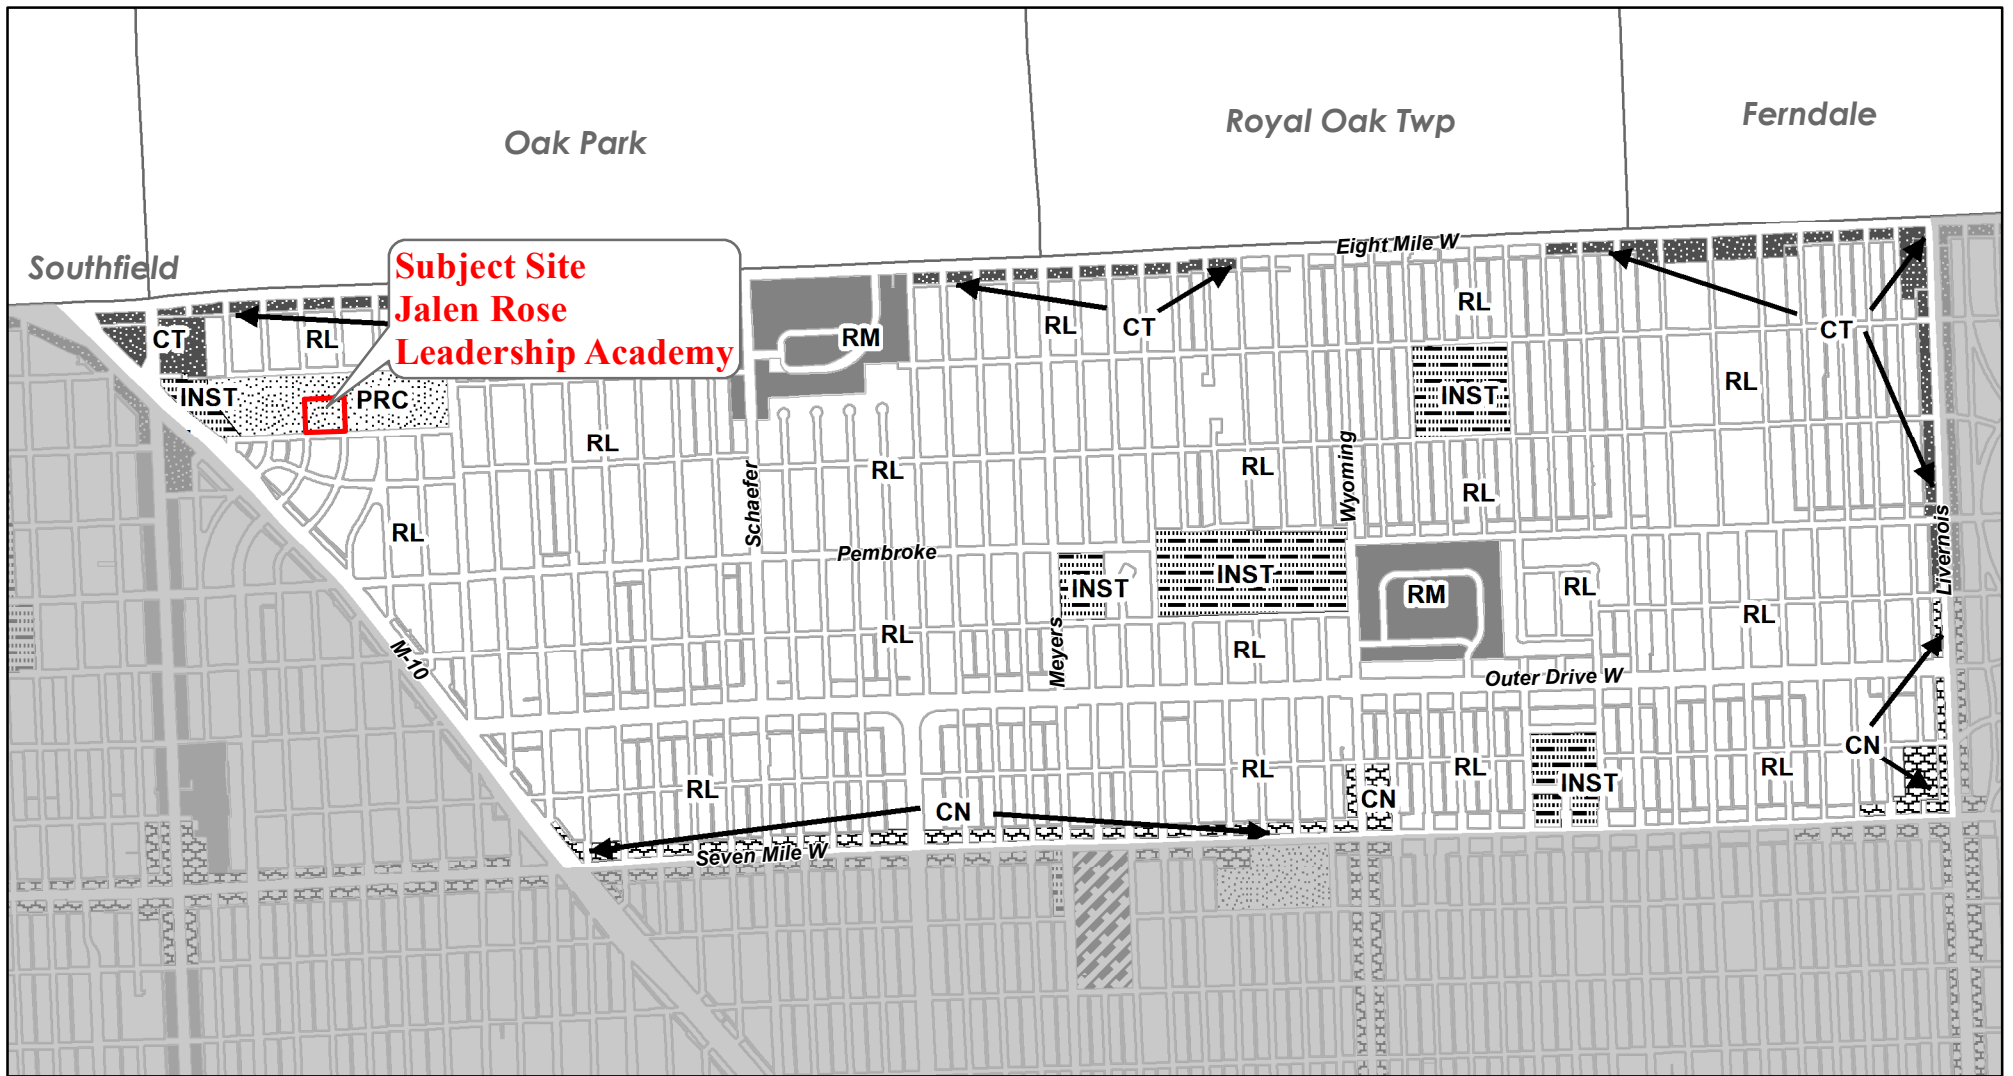 Oak Park
Royal Oak Twp
Ferndale
Southfield
Subject Site
Jalen Rose
Leadership Academy
Eight Mile W
CT
RL
RM
RL
CT
RL
CT
INST
PRC
INST
RL
RL
RL
RL
RL
Wyoming
RL
Schaefer
Pembroke
Livernois
INST
INST
RM
RL
RL
RL
RL
Meyers
M-10
Outer Drive W
RL
CN
RL
RL
RL
INST
CN
CN
Seven Mile W